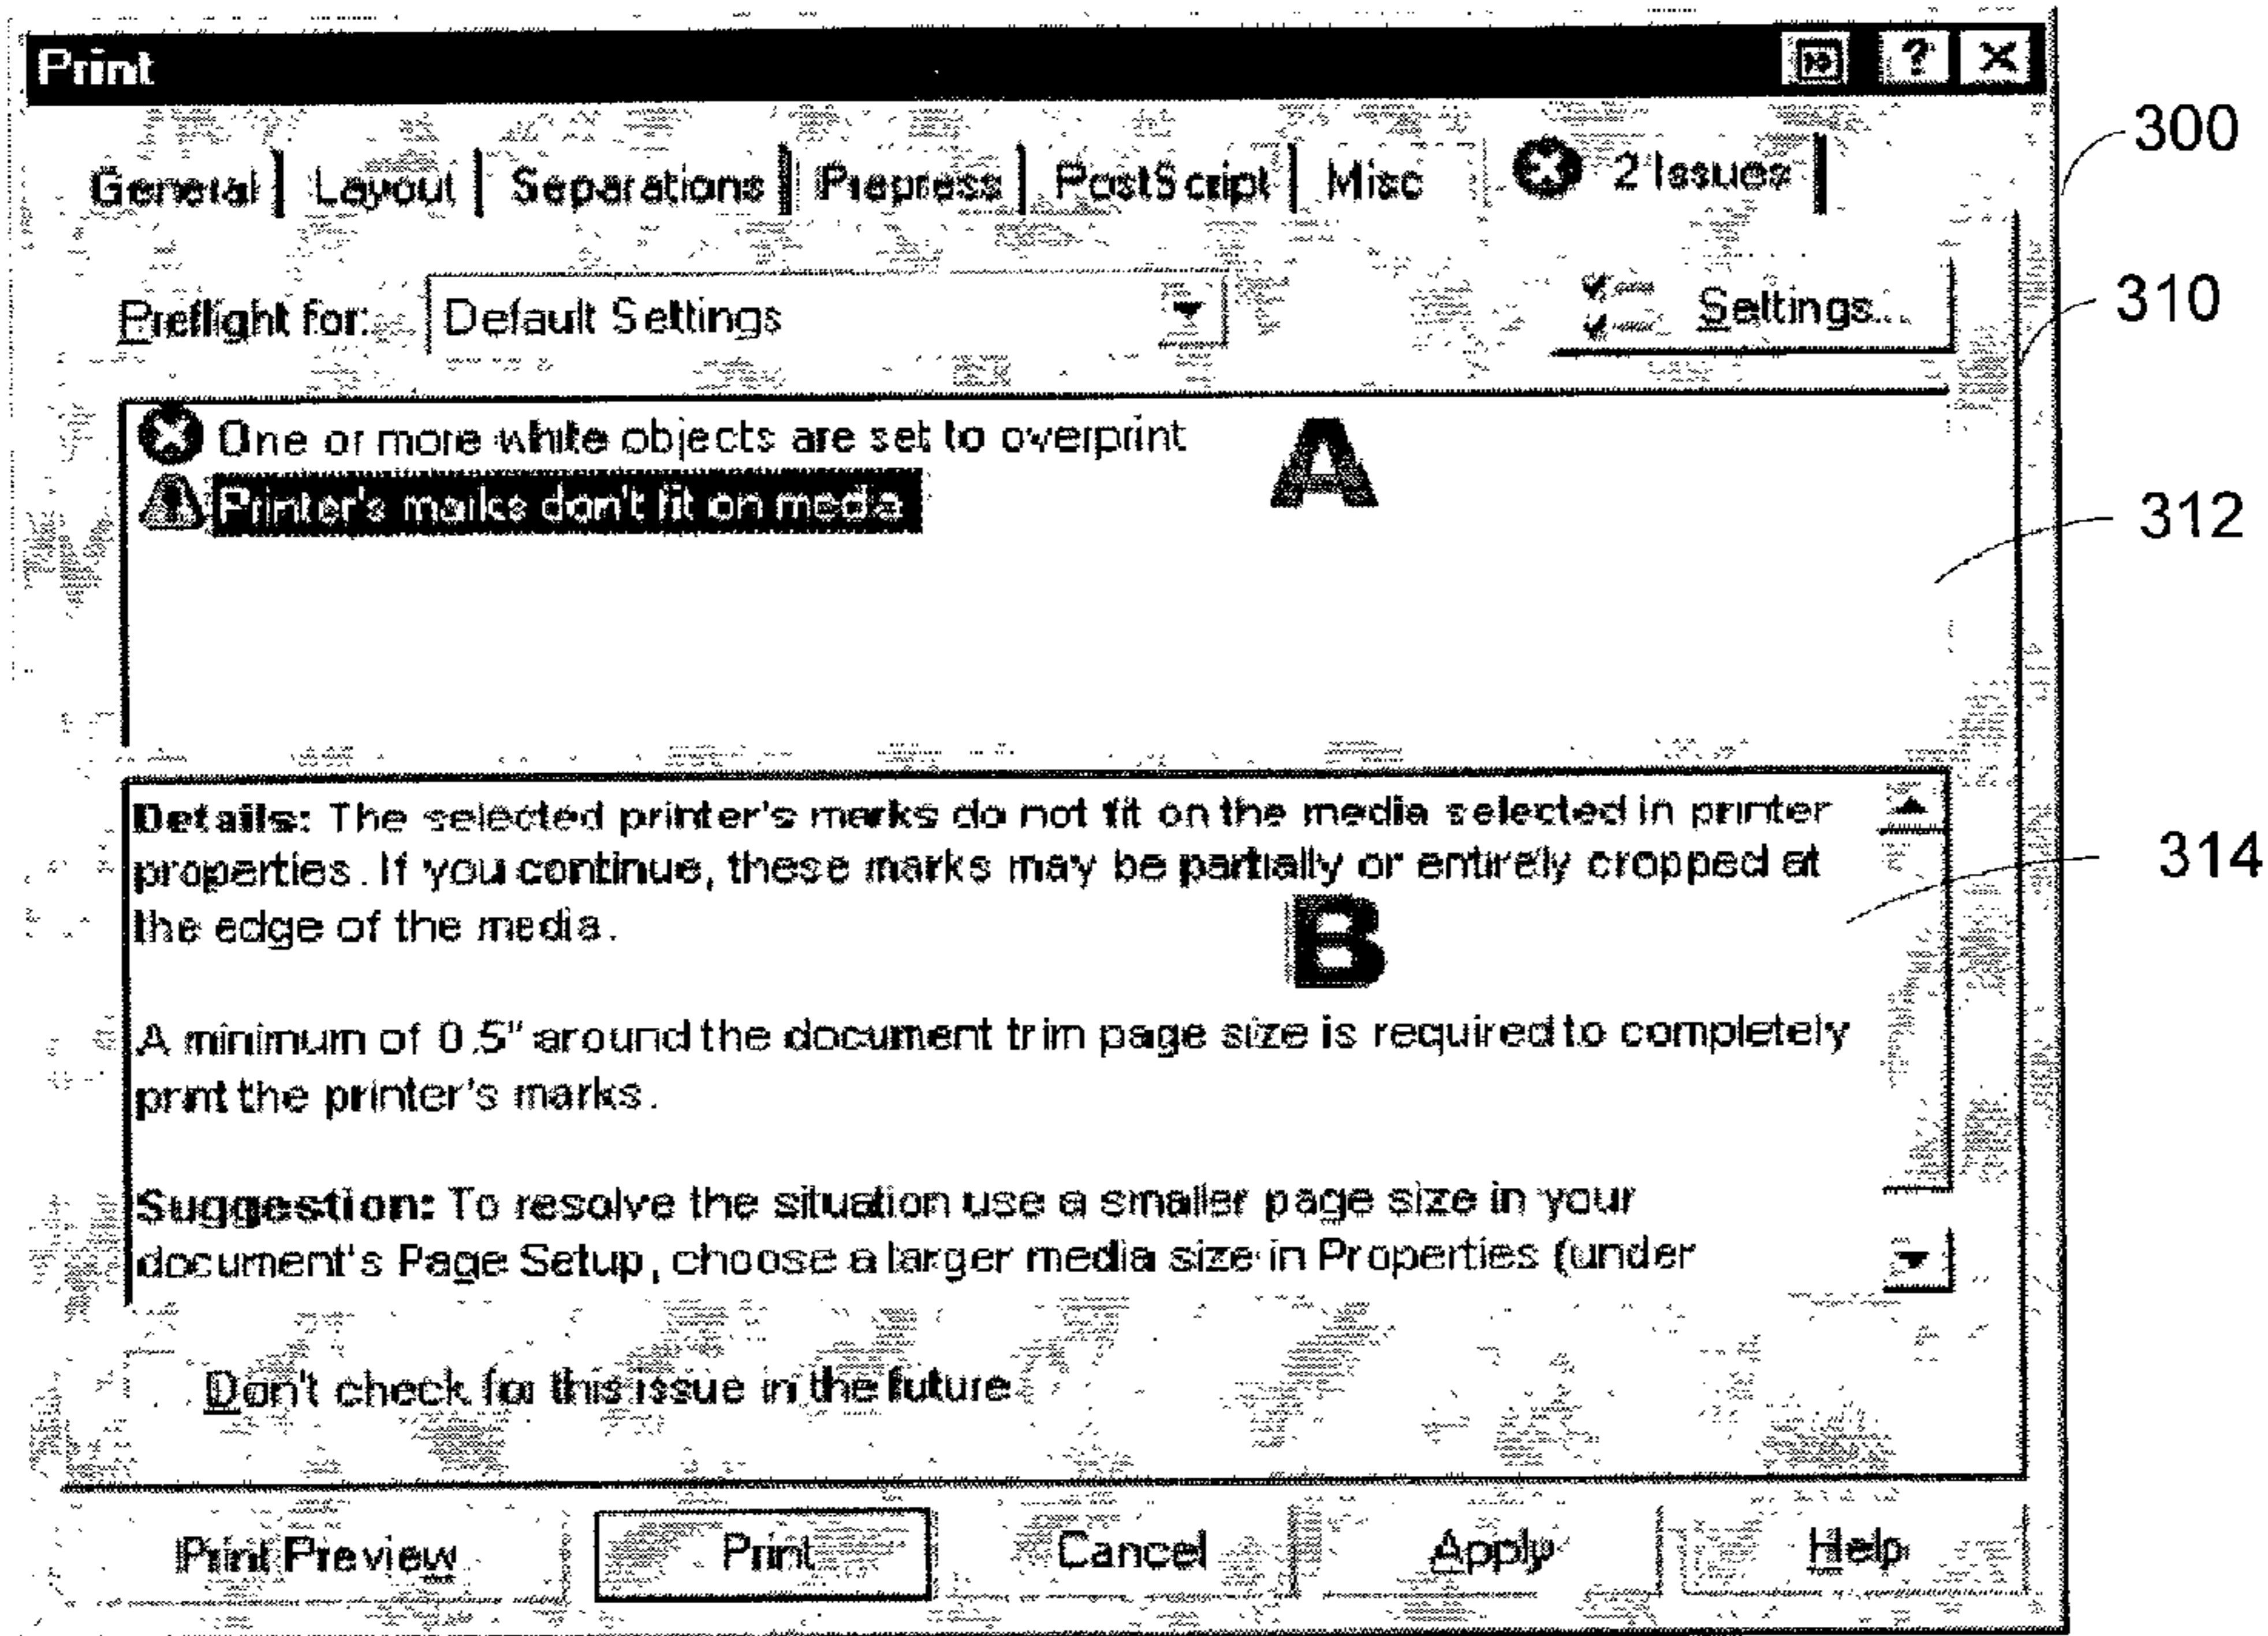 Print
?
300
General Layout Separations Prepress PostScript Misc 2 Issues
310
Preflight for: Default Settings Settings...
One or more white objects are set to overprint
A
Printer's marks don't fit on media
312
Details: The selected printer's marks do not fit on the media selected in printer
properties. If you continue, these marks may be partially or entirely cropped at
the edge of the media.
314
B
A minimum of 0.5" around the document trim page size is required to completely
print the printer's marks.
Suggestion: To resolve the situation use a smaller page size in your
document's Page Setup, choose a larger media size in Properties (under
Don't check for this issue in the future
Print Preview Print Cancel Apply Help